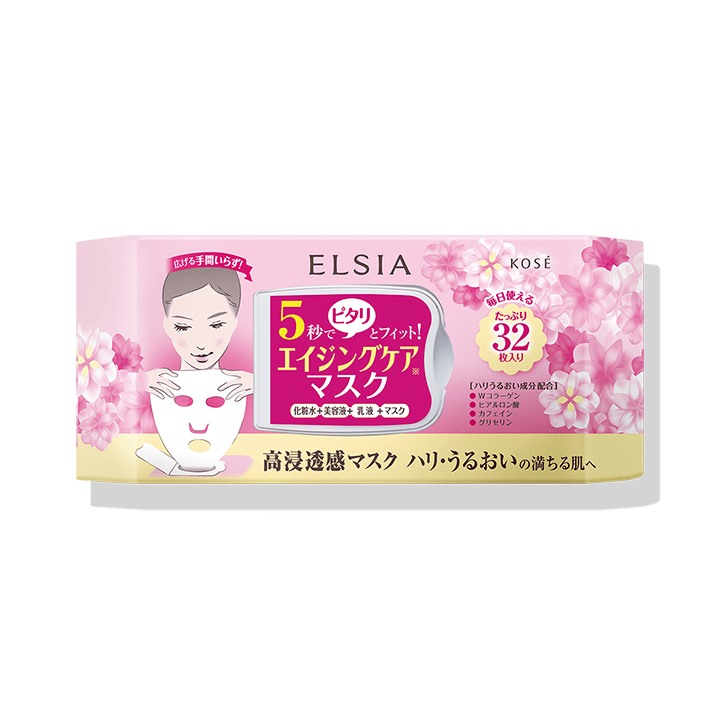 広げる手間いらず!
ELSIA
KOSÉ
5秒で ピタリ とフィット!
エイジングケア※
マスク
化粧水+美容液+乳液+マスク
毎日使える
たっぷり
32
枚入り
[ハリうるおい成分配合]
●Wコラーゲン
●ヒアルロン酸
●カフェイン
●グリセリン
高浸透感マスク ハリ・うるおいの満ちる肌へ